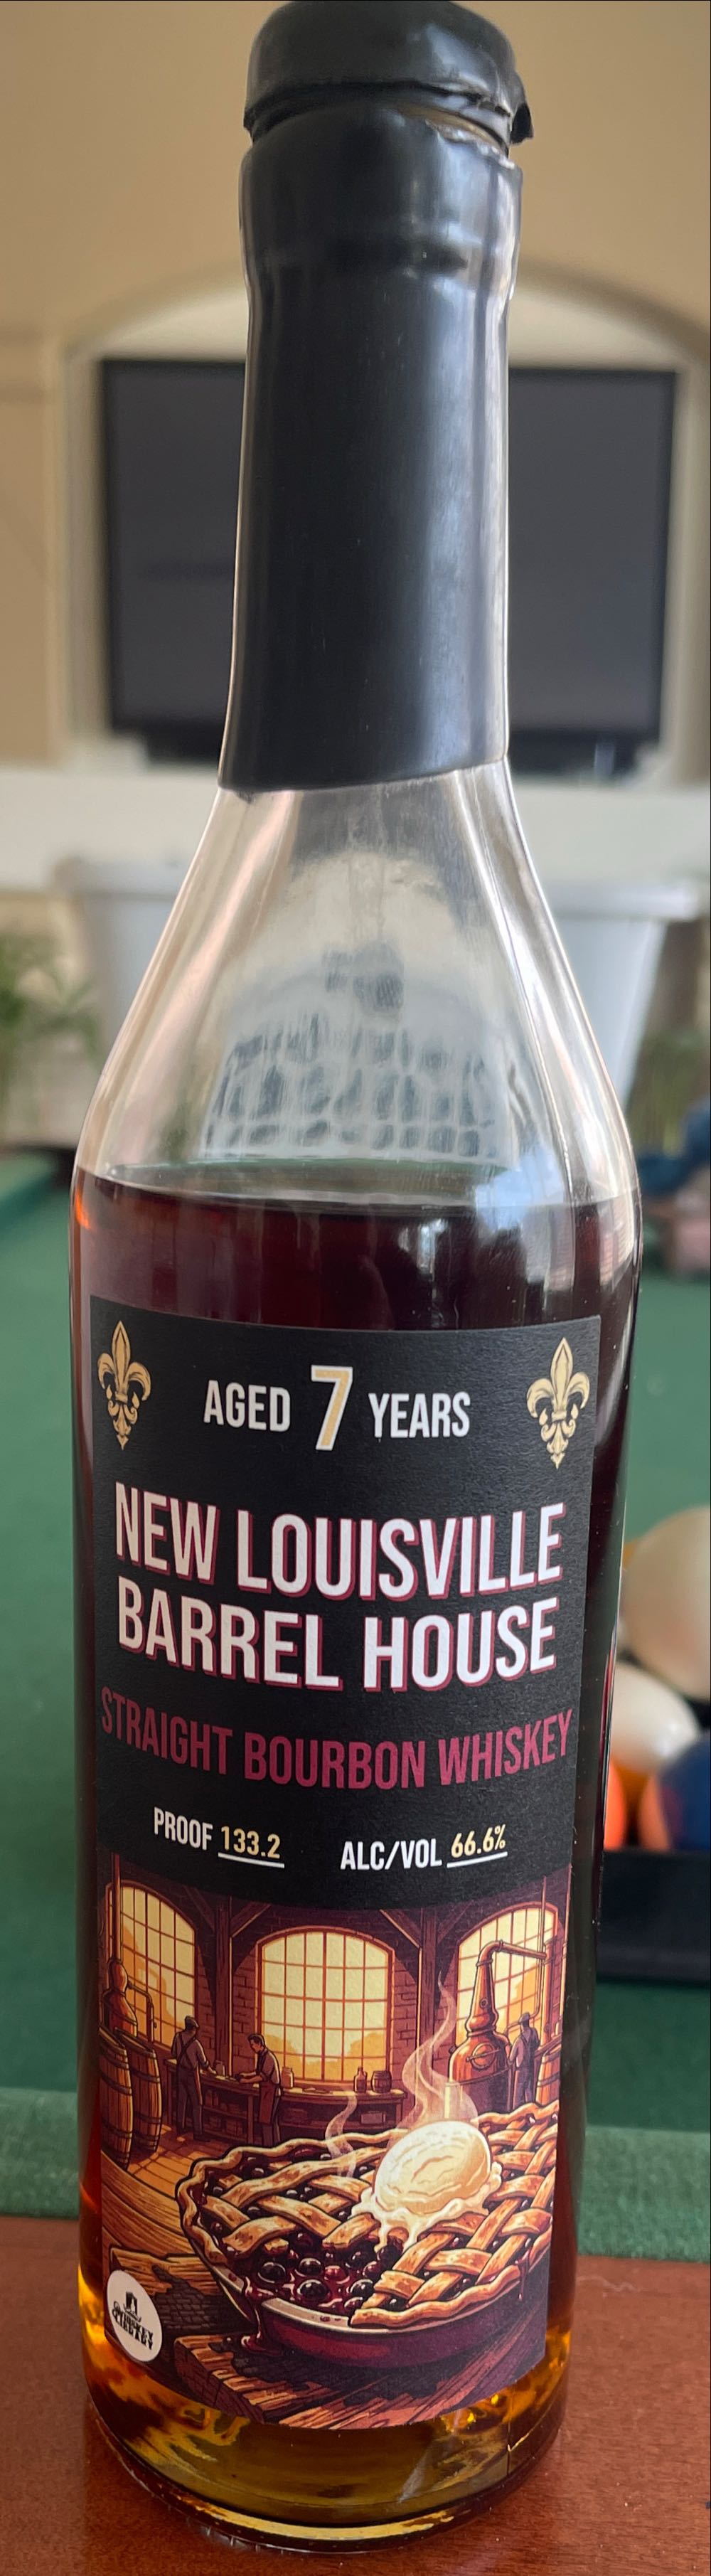 AGED 7 YEARS
NEW LOUISVILLE
BARREL HOUSE
STRAIGHT BOURBON WHISKEY
PROOF 133.2 ALC/VOL 66.6%